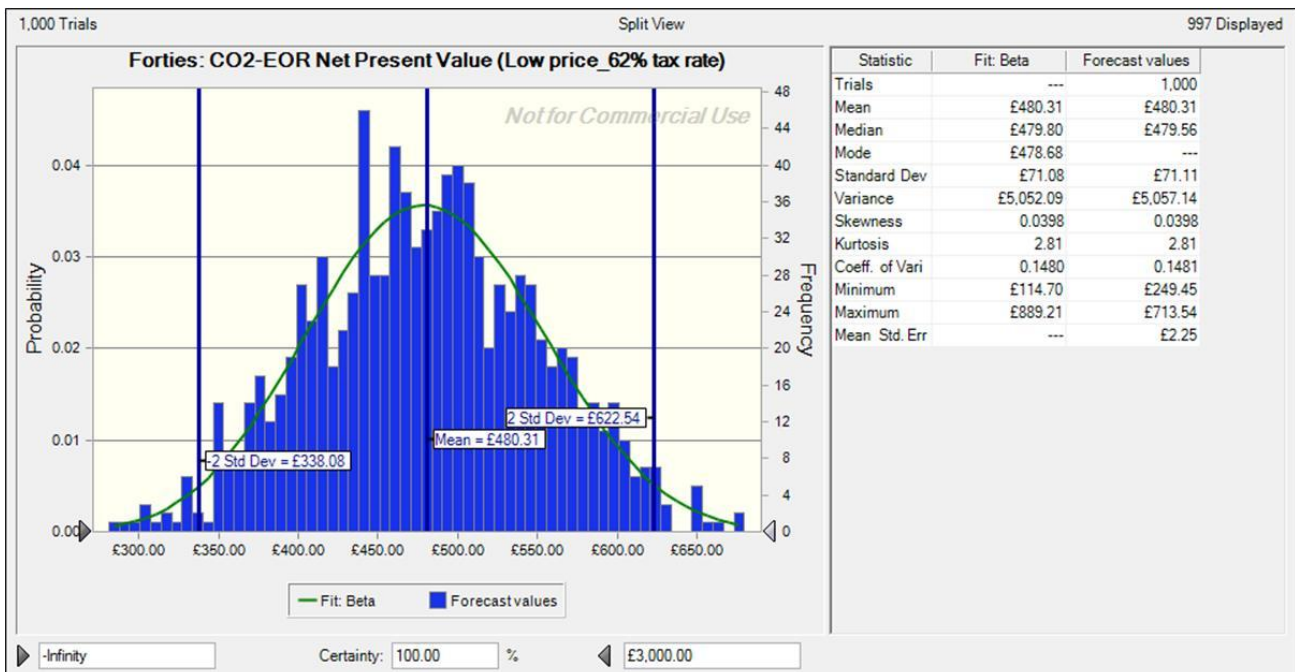 1,000 Trials
Split View
997 Displayed
Forties: CO2-EOR Net Present Value (Low price_62% tax rate)
Not for Commercial Use
Probability
0.04
0.03
0.02
0.01
0.00
48
44
40
36
32
28
24
20
16
12
8
4
0
Frequency
-2 Std Dev = £338.08
Mean = £480.31
2 Std Dev = £622.54
£300.00 £350.00 £400.00 £450.00 £500.00 £550.00 £600.00 £650.00
Fit: Beta Forecast values
Statistic Fit: Beta Forecast values
Trials --- 1,000
Mean £480.31 £480.31
Median £479.80 £479.56
Mode £478.68 ---
Standard Dev £71.08 £71.11
Variance £5,052.09 £5,057.14
Skewness 0.0398 0.0398
Kurtosis 2.81 2.81
Coeff. of Vari 0.1480 0.1481
Minimum £114.70 £249.45
Maximum £889.21 £713.54
Mean Std. Err --- £2.25
-Infinity
Certainty: 100.00 %
£3,000.00